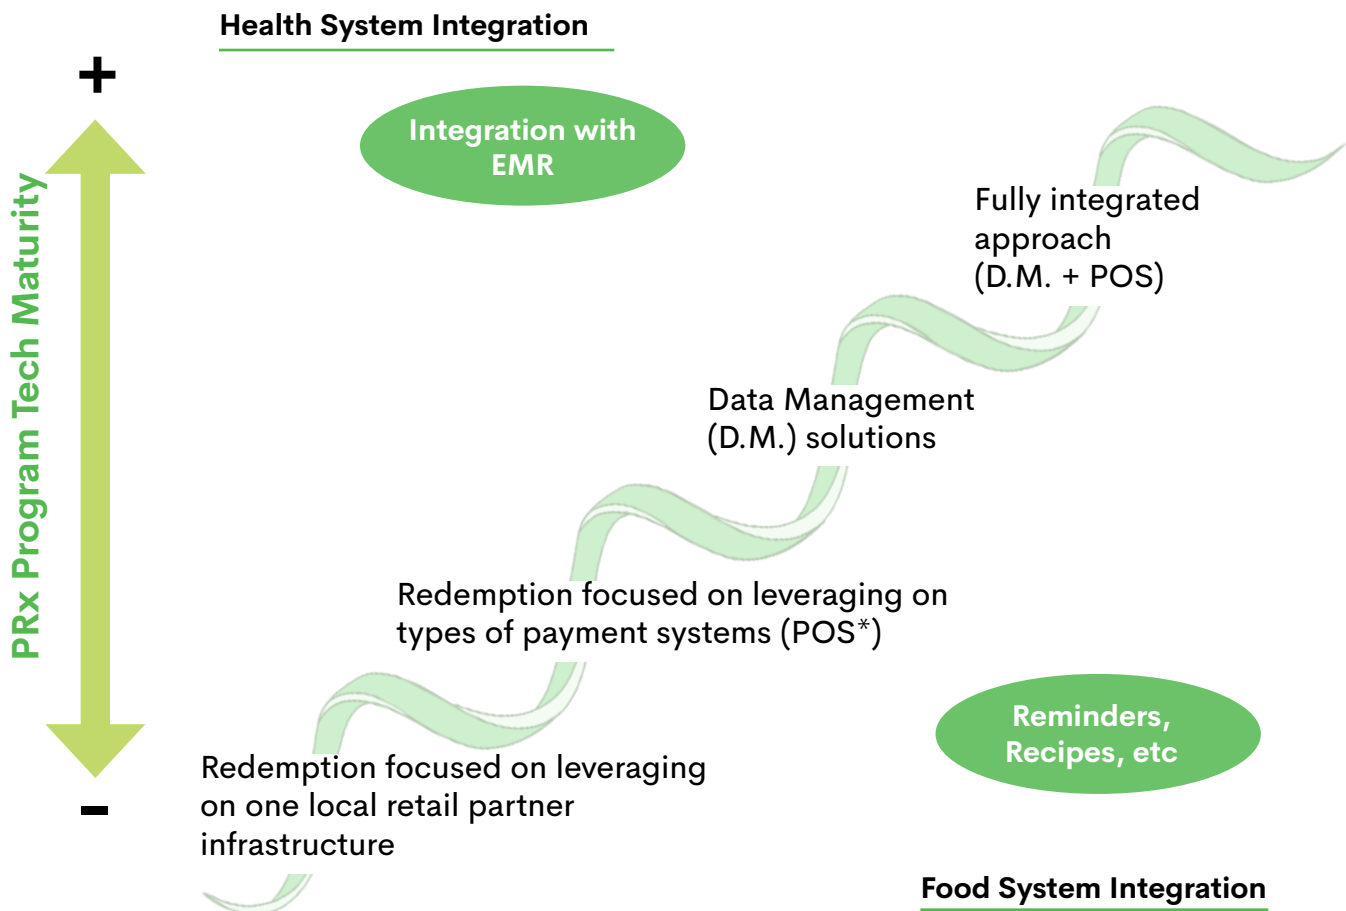 Health System Integration
+
Integration with
EMR
PRx Program Tech Maturity
Fully integrated
approach
(D.M. + POS)
Data Management
(D.M.) solutions
Redemption focused on leveraging on
types of payment systems (POS*)
Reminders,
Recipes, etc
Redemption focused on leveraging
on one local retail partner
infrastructure
-
Food System Integration